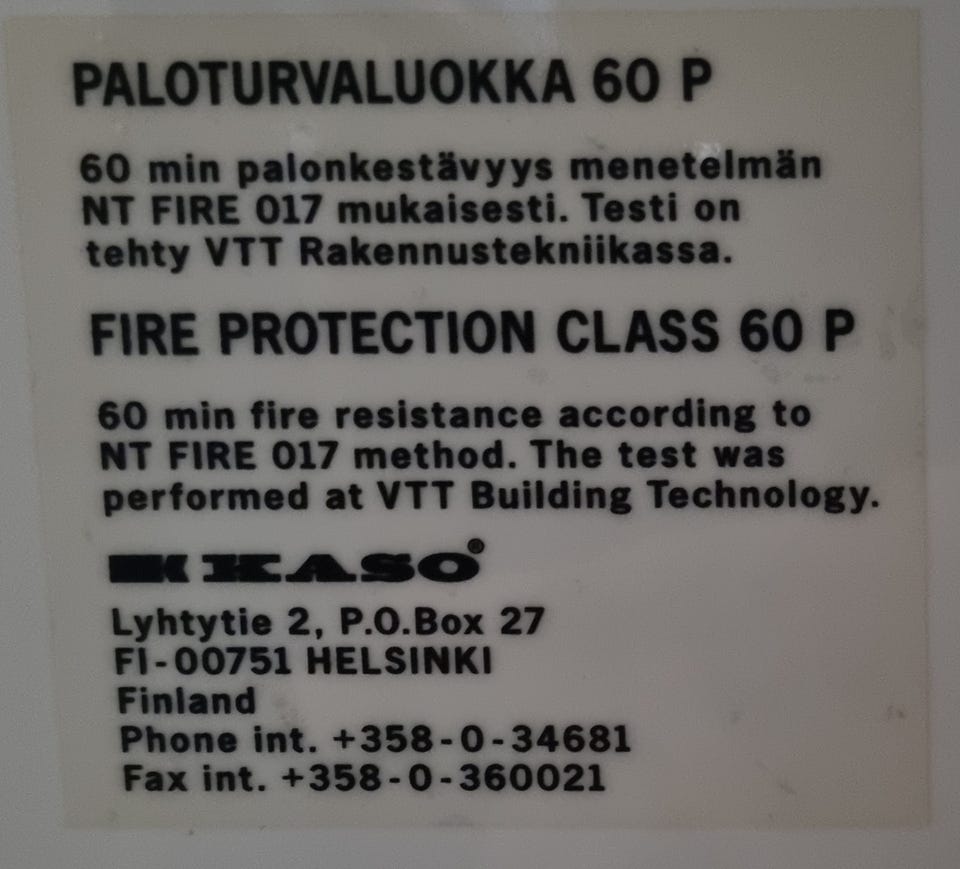 PALOTURVALUOKKA 60 P
60 min palonkestävyys menetelmän
NT FIRE 017 mukaisesti. Testi on
tehty VTT Rakennustekniikassa.
FIRE PROTECTION CLASS 60 P
60 min fire resistance according to
NT FIRE 017 method. The test was
performed at VTT Building Technology.
KASO®
Lyhtytie 2, P.O.Box 27
FI-00751 HELSINKI
Finland
Phone int. +358-0-34681
Fax int. +358-0-360021